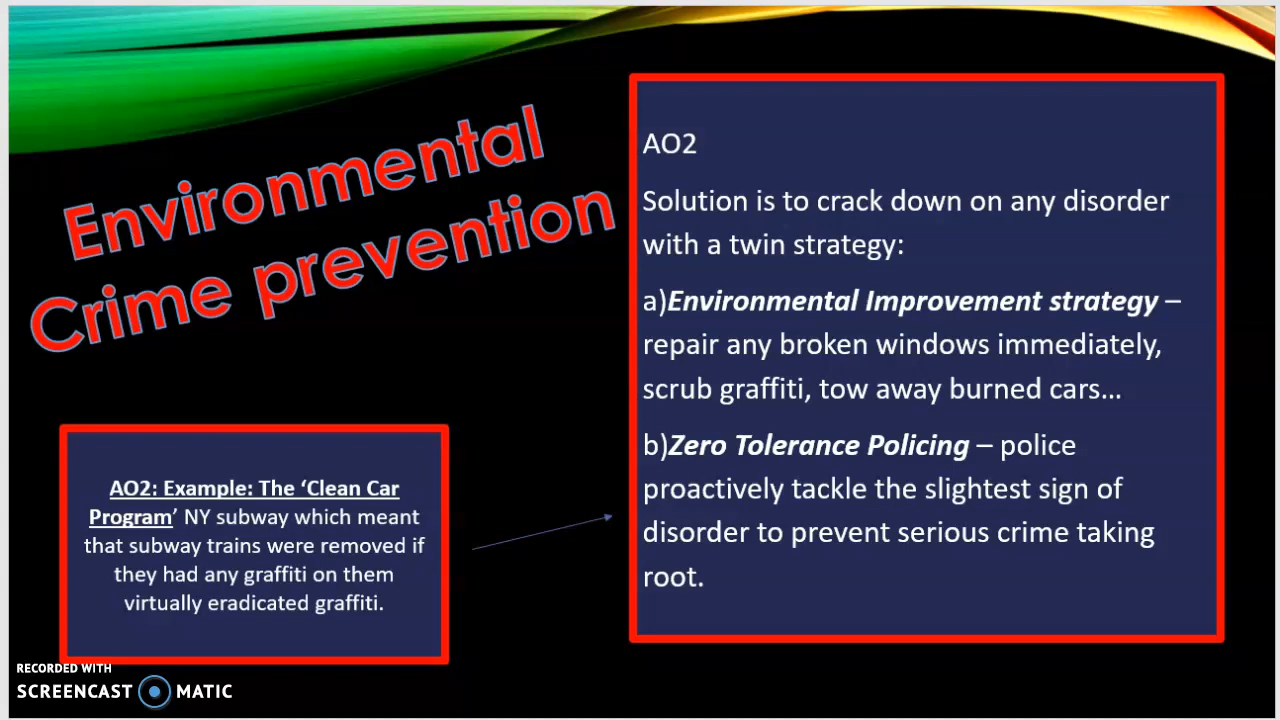 Environmental
Crime prevention
AO2
Solution is to crack down on any disorder
with a twin strategy:
a)Environmental Improvement strategy –
repair any broken windows immediately,
scrub graffiti, tow away burned cars…
b)Zero Tolerance Policing – police
proactively tackle the slightest sign of
disorder to prevent serious crime taking
root.
AO2: Example: The ‘Clean Car
Program’ NY subway which meant
that subway trains were removed if
they had any graffiti on them
virtually eradicated graffiti.
RECORDED WITH
SCREENCAST MATIC